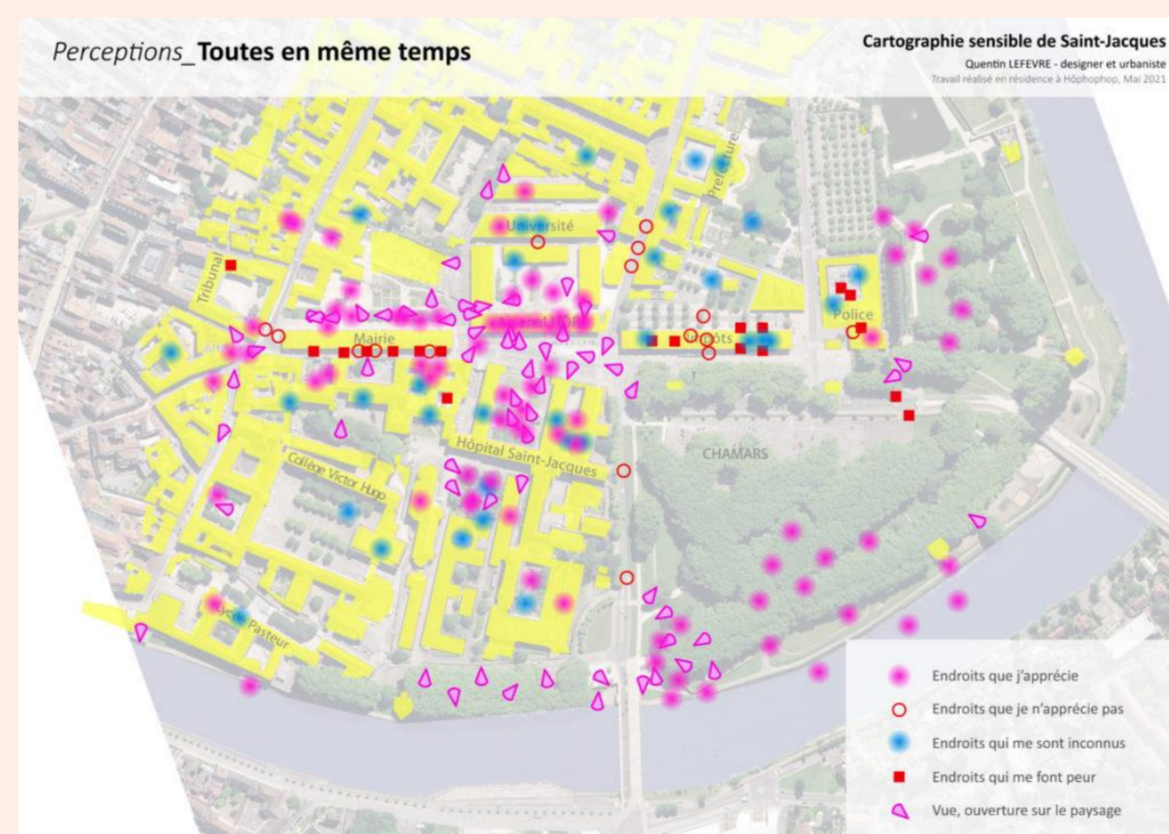 Perceptions_Toutes en même temps
Cartographie sensible de Saint-Jacques
Quentin LEFEVRE - designer et urbaniste
Travail réalisé en résidence à Hôphophop, Mai 2021
Préfecture
Université
Tribunal
Police
Mairie
Impôts
Hôpital Saint-Jacques
CHAMARS
Collège Victor Hugo
Lycée Pasteur
Endroits que j'apprécie
Endroits que je n'apprécie pas
Endroits qui me sont inconnus
Endroits qui me font peur
Vue, ouverture sur le paysage